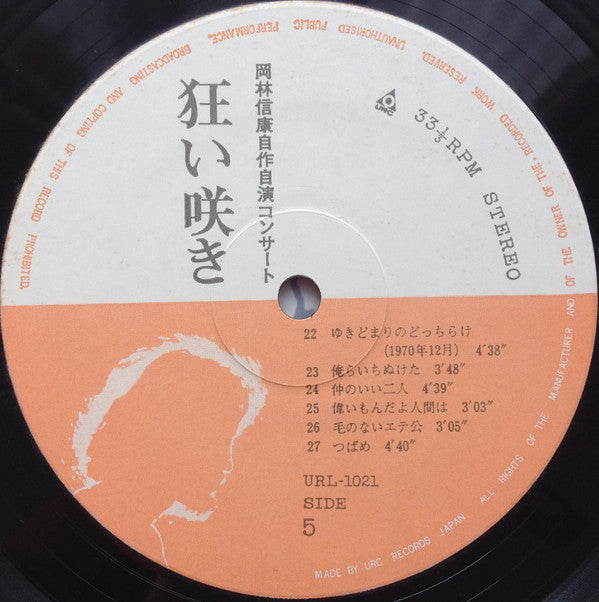 岡林信康自作自演コンサート
狂い咲き
URC
33⅓RPM STEREO
22 ゆきどまりのどっちらけ
(1970年12月) 4′38″
23 俺らいちぬけた 3′48″
24 仲のいい二人 4′39″
25 偉いもんだよ人間は 3′03″
26 毛のないエテ公 3′05″
27 つばめ 4′40″
URL-1021
SIDE
5
MADE BY URC RECORDS JAPAN ALL RIGHTS OF THE MANUFACTURER AND OF THE OWNER OF THE RECORDED WORK RESERVED. UNAUTHORISED PUBLIC PERFORMANCE, BROADCASTING AND COPTING OF THIS RECORD PROHIBITED.